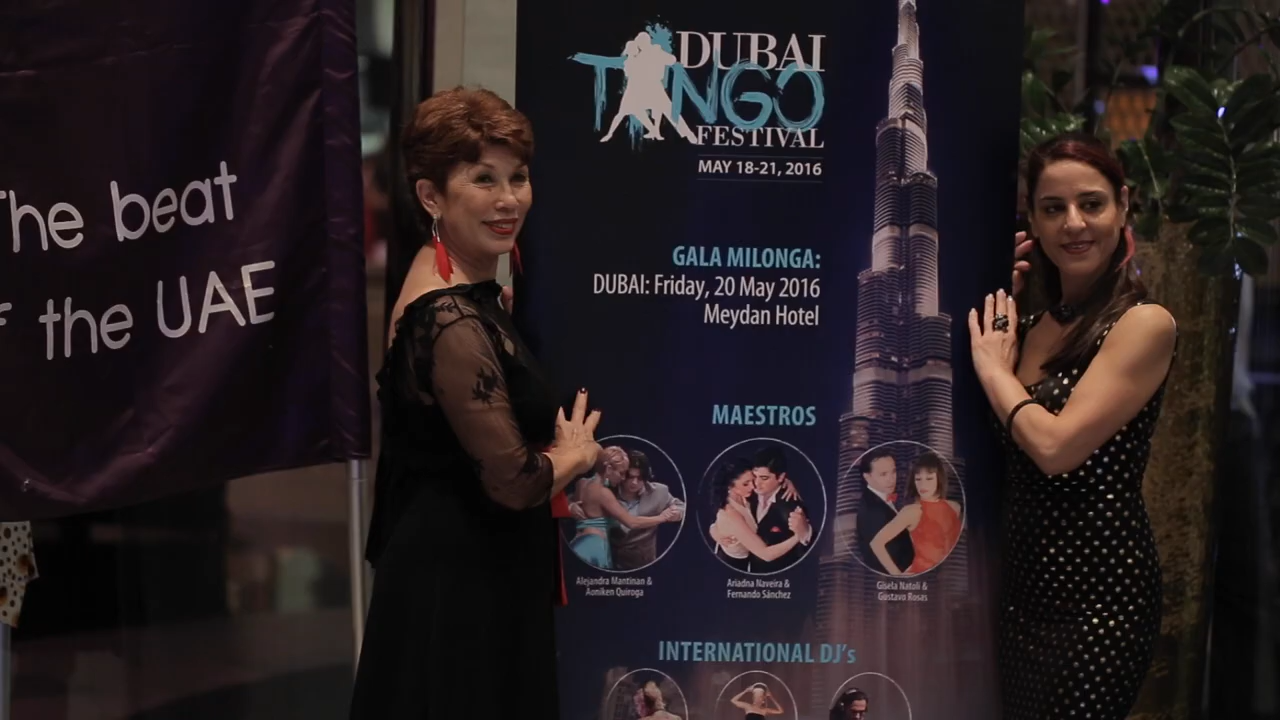 The beat
f the UAE
DUBAI
TANGO
FESTIVAL
MAY 18-21, 2016
GALA MILONGA:
DUBAI: Friday, 20 May 2016
Meydan Hotel
MAESTROS
Alejandra Mantinan &
Aoniken Quiroga
Ariadna Naveira &
Fernando Sánchez
Gisela Natoli &
Gustavo Rosas
INTERNATIONAL DJ's